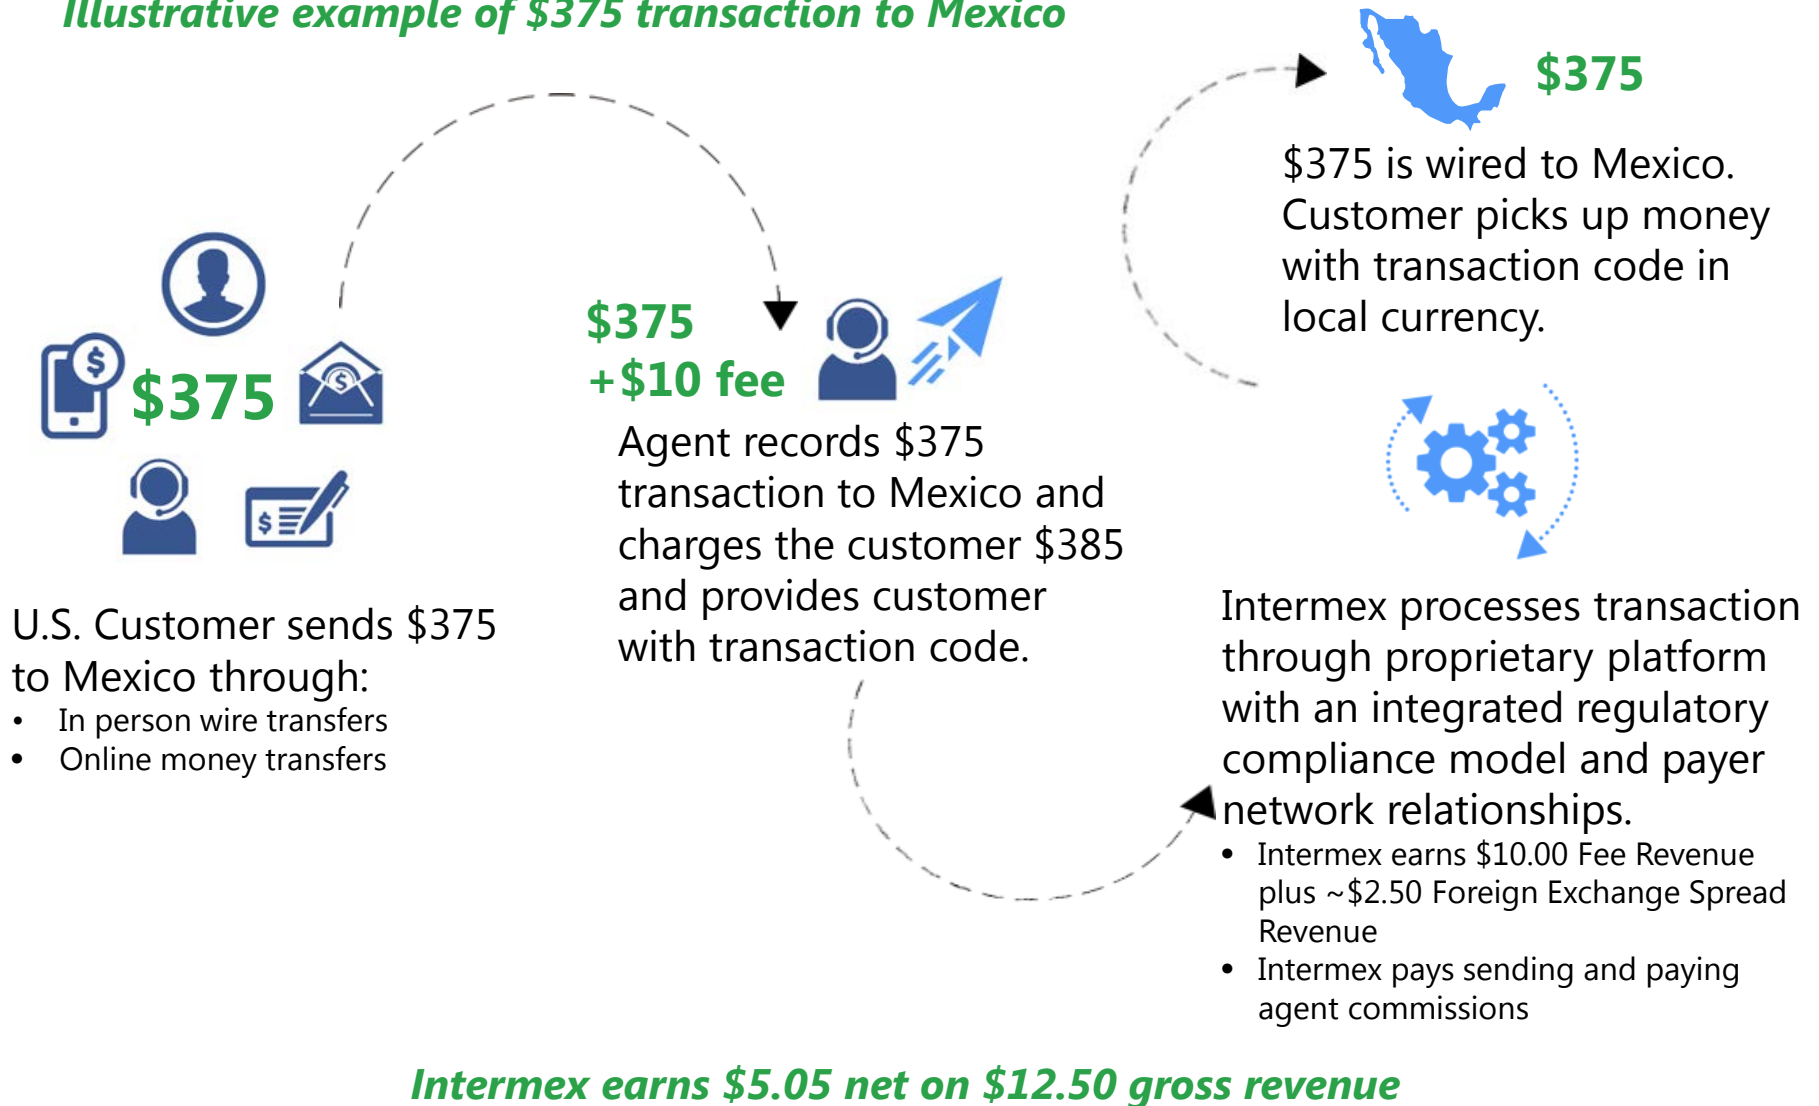 Illustrative example of $375 transaction to Mexico
$375
U.S. Customer sends $375
to Mexico through:
• In person wire transfers
• Online money transfers
$375
+$10 fee
Agent records $375
transaction to Mexico and
charges the customer $385
and provides customer
with transaction code.
$375
$375 is wired to Mexico.
Customer picks up money
with transaction code in
local currency.
Intermex processes transaction
through proprietary platform
with an integrated regulatory
compliance model and payer
network relationships.
• Intermex earns $10.00 Fee Revenue
plus ~$2.50 Foreign Exchange Spread
Revenue
• Intermex pays sending and paying
agent commissions
Intermex earns $5.05 net on $12.50 gross revenue